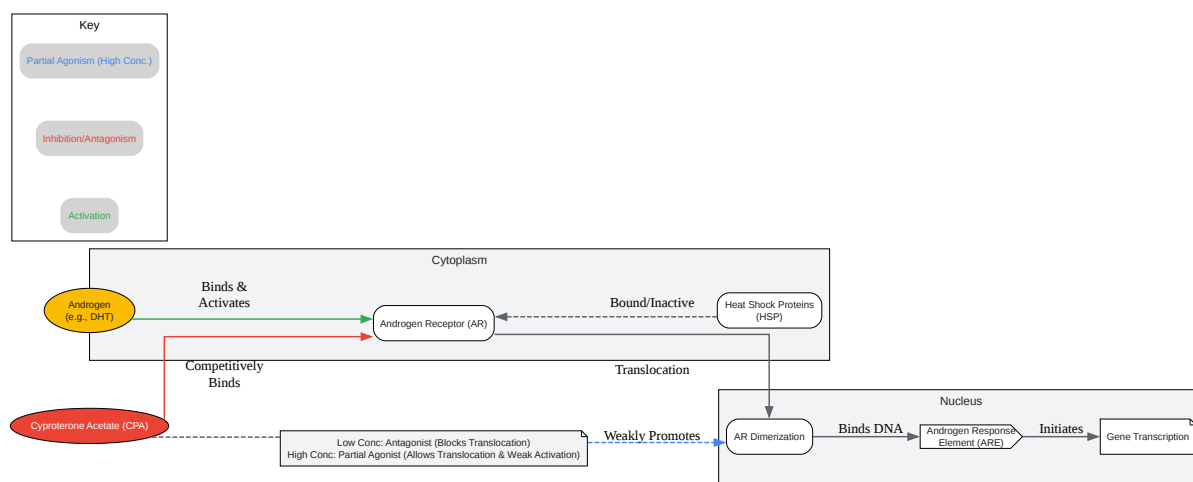 Key
Partial Agonism (High Conc.)
Inhibition/Antagonism
Activation
Cytoplasm
Androgen
(e.g., DHT)
Binds &
Activates
Androgen Receptor (AR)
Bound/Inactive
Heat Shock Proteins
(HSP)
Competitively
Binds
Translocation
Cyproterone Acetate (CPA)
Low Conc: Antagonist (Blocks Translocation)
High Conc: Partial Agonist (Allows Translocation & Weak Activation)
Weakly Promotes
Nucleus
AR Dimerization
Binds DNA
Androgen Response
Element (ARE)
Initiates
Gene Transcription